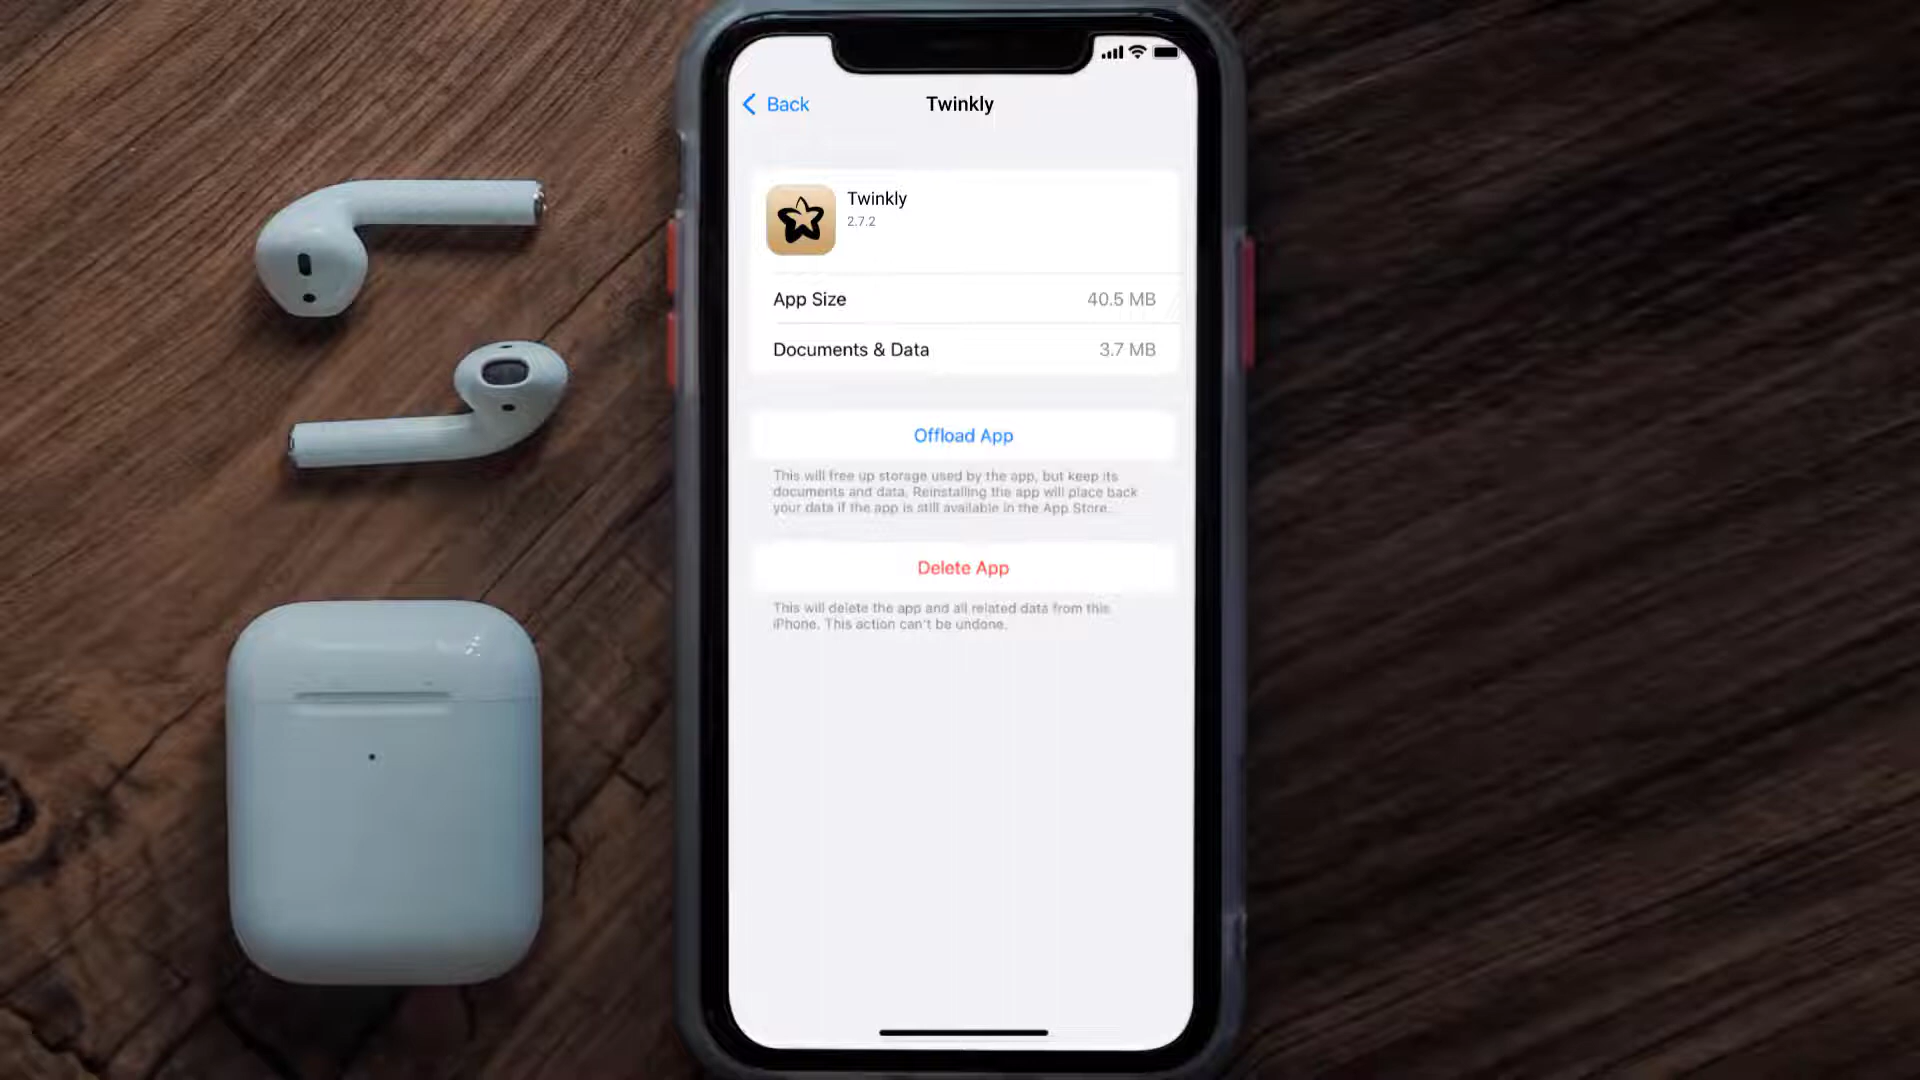 Back
Twinkly
Twinkly
2.7.2
App Size
40.5 MB
Documents & Data
3.7 MB
Offload App
This will free up storage used by the app, but keep its
documents and data. Reinstalling the app will place back
your data if the app is still available in the App Store.
Delete App
This will delete the app and all related data from this
iPhone. This action can't be undone.